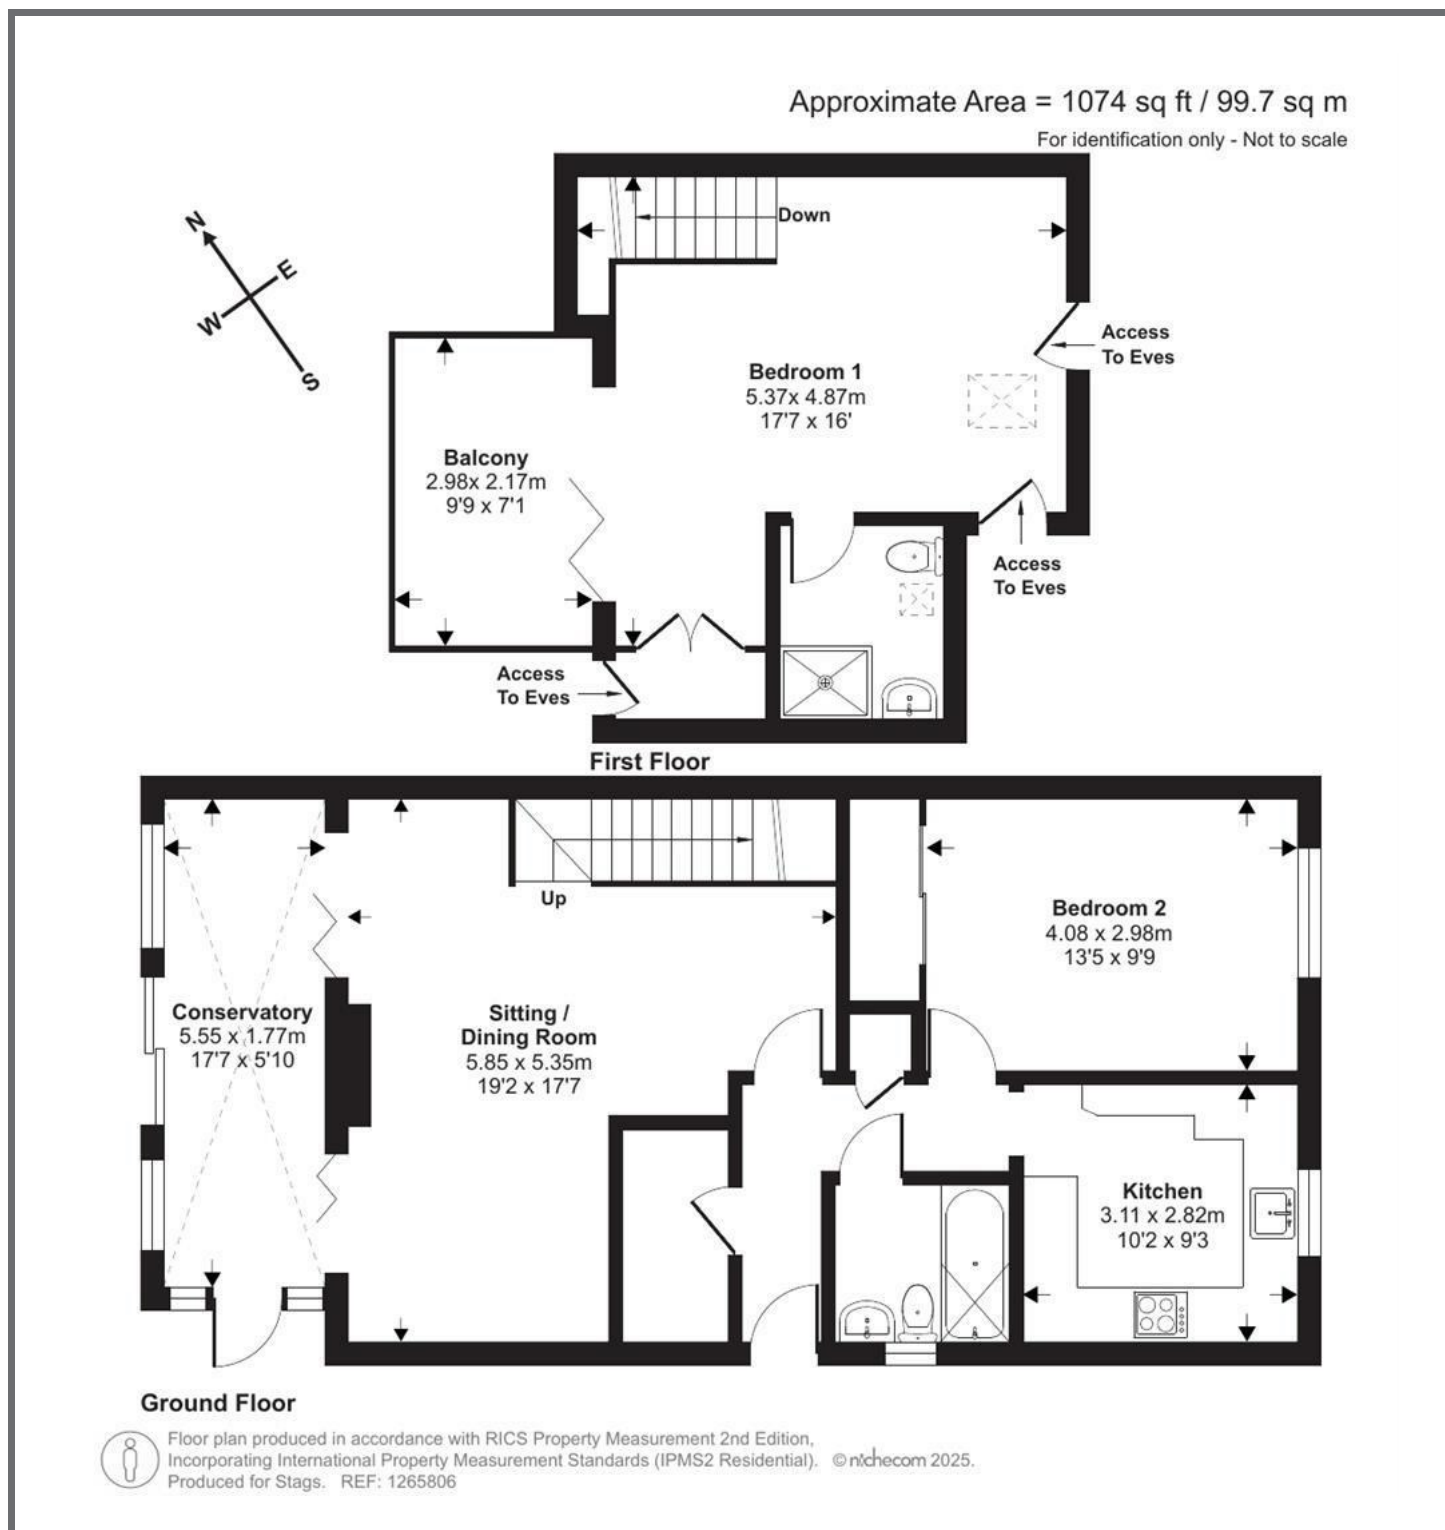 Approximate Area = 1074 sq ft / 99.7 sq m
For identification only - Not to scale
N
E
W
S
Down
Access
To Eves
Bedroom 1
5.37x 4.87m
17'7 x 16'
Balcony
2.98x 2.17m
9'9 x 7'1
Access
To Eves
Access
To Eves
First Floor
Up
Bedroom 2
4.08 x 2.98m
13'5 x 9'9
Conservatory
5.55 x 1.77m
17'7 x 5'10
Sitting /
Dining Room
5.85 x 5.35m
19'2 x 17'7
Kitchen
3.11 x 2.82m
10'2 x 9'3
Ground Floor
Floor plan produced in accordance with RICS Property Measurement 2nd Edition,
Incorporating International Property Measurement Standards (IPMS2 Residential). © nichecom 2025.
Produced for Stags. REF: 1265806